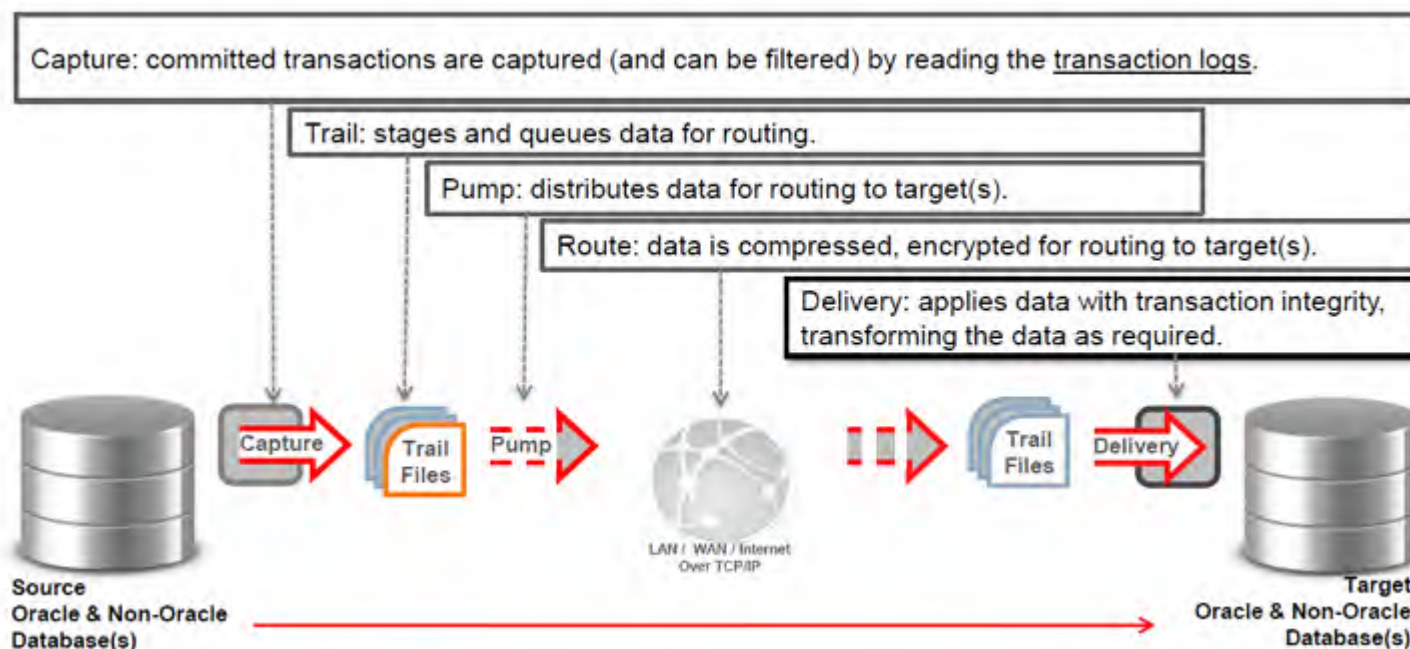 Capture: committed transactions are captured (and can be filtered) by reading the transaction logs.
Trail: stages and queues data for routing.
Pump: distributes data for routing to target(s).
Route: data is compressed, encrypted for routing to target(s).
Delivery: applies data with transaction integrity,
transforming the data as required.
Capture
Trail
Files
Pump
LAN / WAN / Internet
Over TCP/IP
Trail
Files
Delivery
Source
Oracle & Non-Oracle
Database(s)
Target
Oracle & Non-Oracle
Database(s)